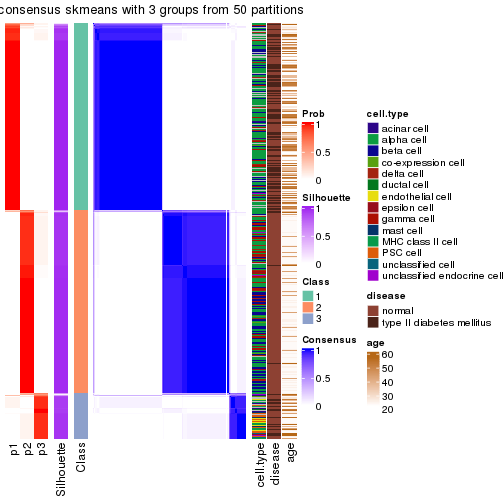 consensus skmeans with 3 groups from 50 partitions
Prob
1
0.5
0
Silhouette
1
0.5
0
Class
1
2
3
Consensus
1
0.5
0
cell.type
acinar cell
alpha cell
beta cell
co-expression cell
delta cell
ductal cell
endothelial cell
epsilon cell
gamma cell
mast cell
MHC class II cell
PSC cell
unclassified cell
unclassified endocrine cell
disease
normal
type II diabetes mellitus
age
60
50
40
30
20
p1
p2
p3
Silhouette
Class
cell.type
disease
age